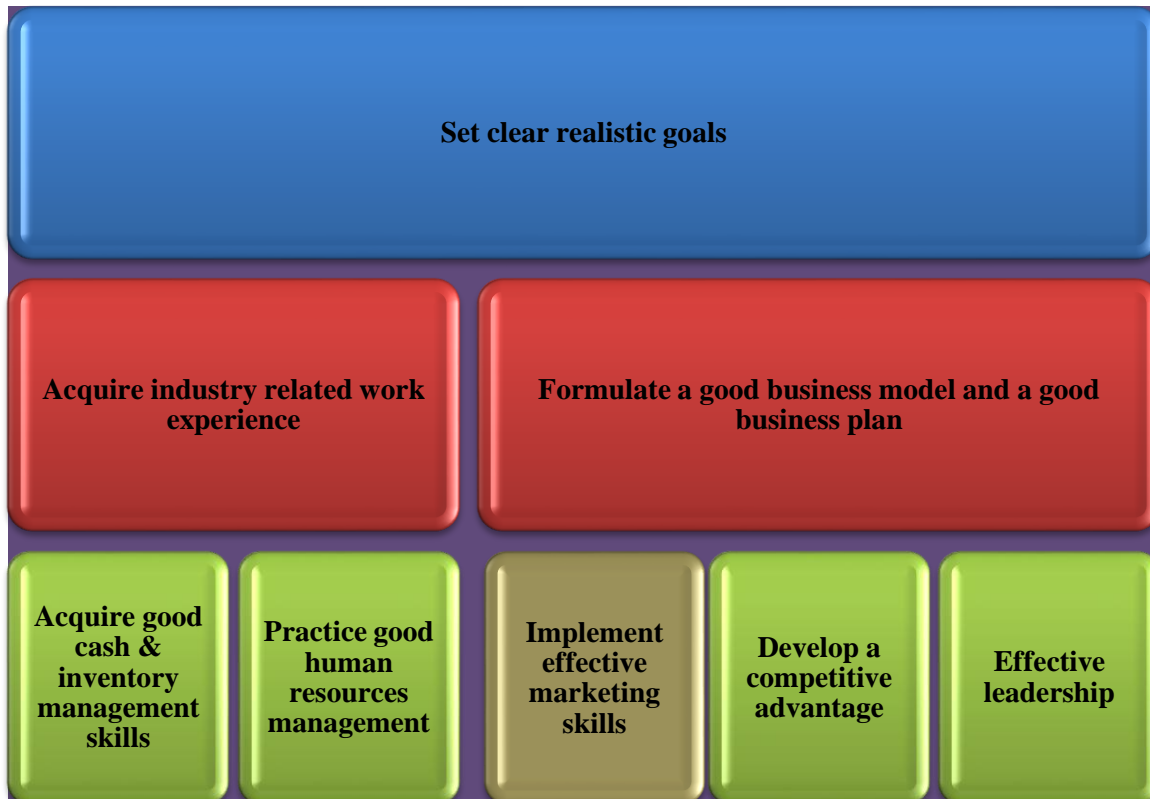 Set clear realistic goals
Acquire industry related work
experience
Formulate a good business model and a good
business plan
Acquire good
cash &
inventory
management
skills
Practice good
human
resources
management
Implement
effective
marketing
skills
Develop a
competitive
advantage
Effective
leadership